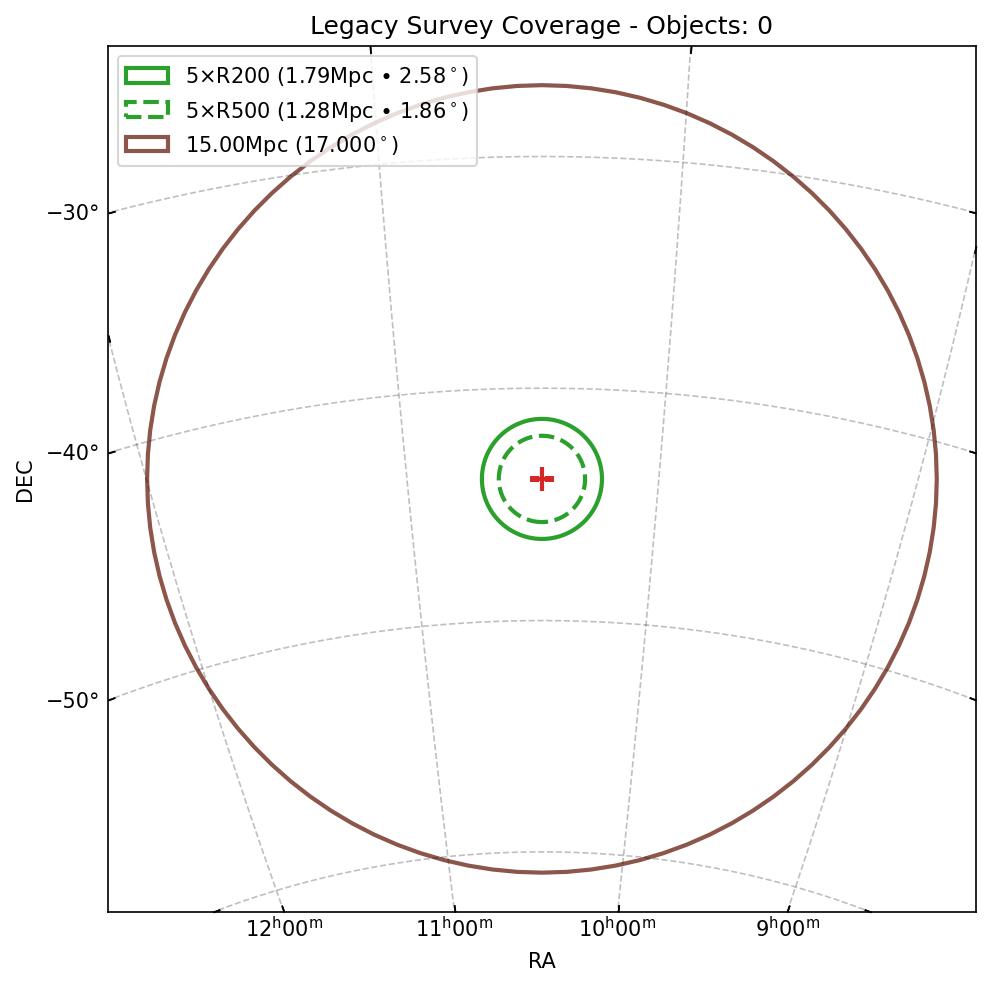 Legacy Survey Coverage - Objects: 0
5×R200 (1.79Mpc • 2.58°)
5×R500 (1.28Mpc • 1.86°)
15.00Mpc (17.000°)
−30°
−40°
−50°
DEC
12ʰ00ᵐ 11ʰ00ᵐ 10ʰ00ᵐ 9ʰ00ᵐ
RA